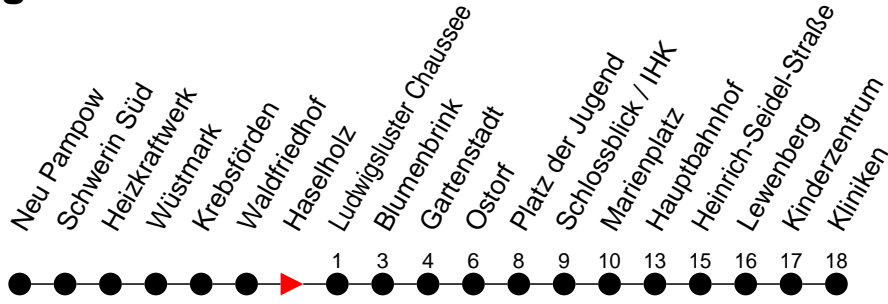 Neu Pampow
Schwerin Süd
Heizkraftwerk
Wüstmark
Krebsförden
Waldfriedhof
Haselholz
Ludwigsluster Chaussee
Blumenbrink
Gartenstadt
Ostorf
Platz der Jugend
Schlossblick / IHK
Marienplatz
Hauptbahnhof
Heinrich-Seidel-Straße
Lewenberg
Kinderzentrum
Kliniken
1 3 4 6 8 9 10 13 15 16 17 18